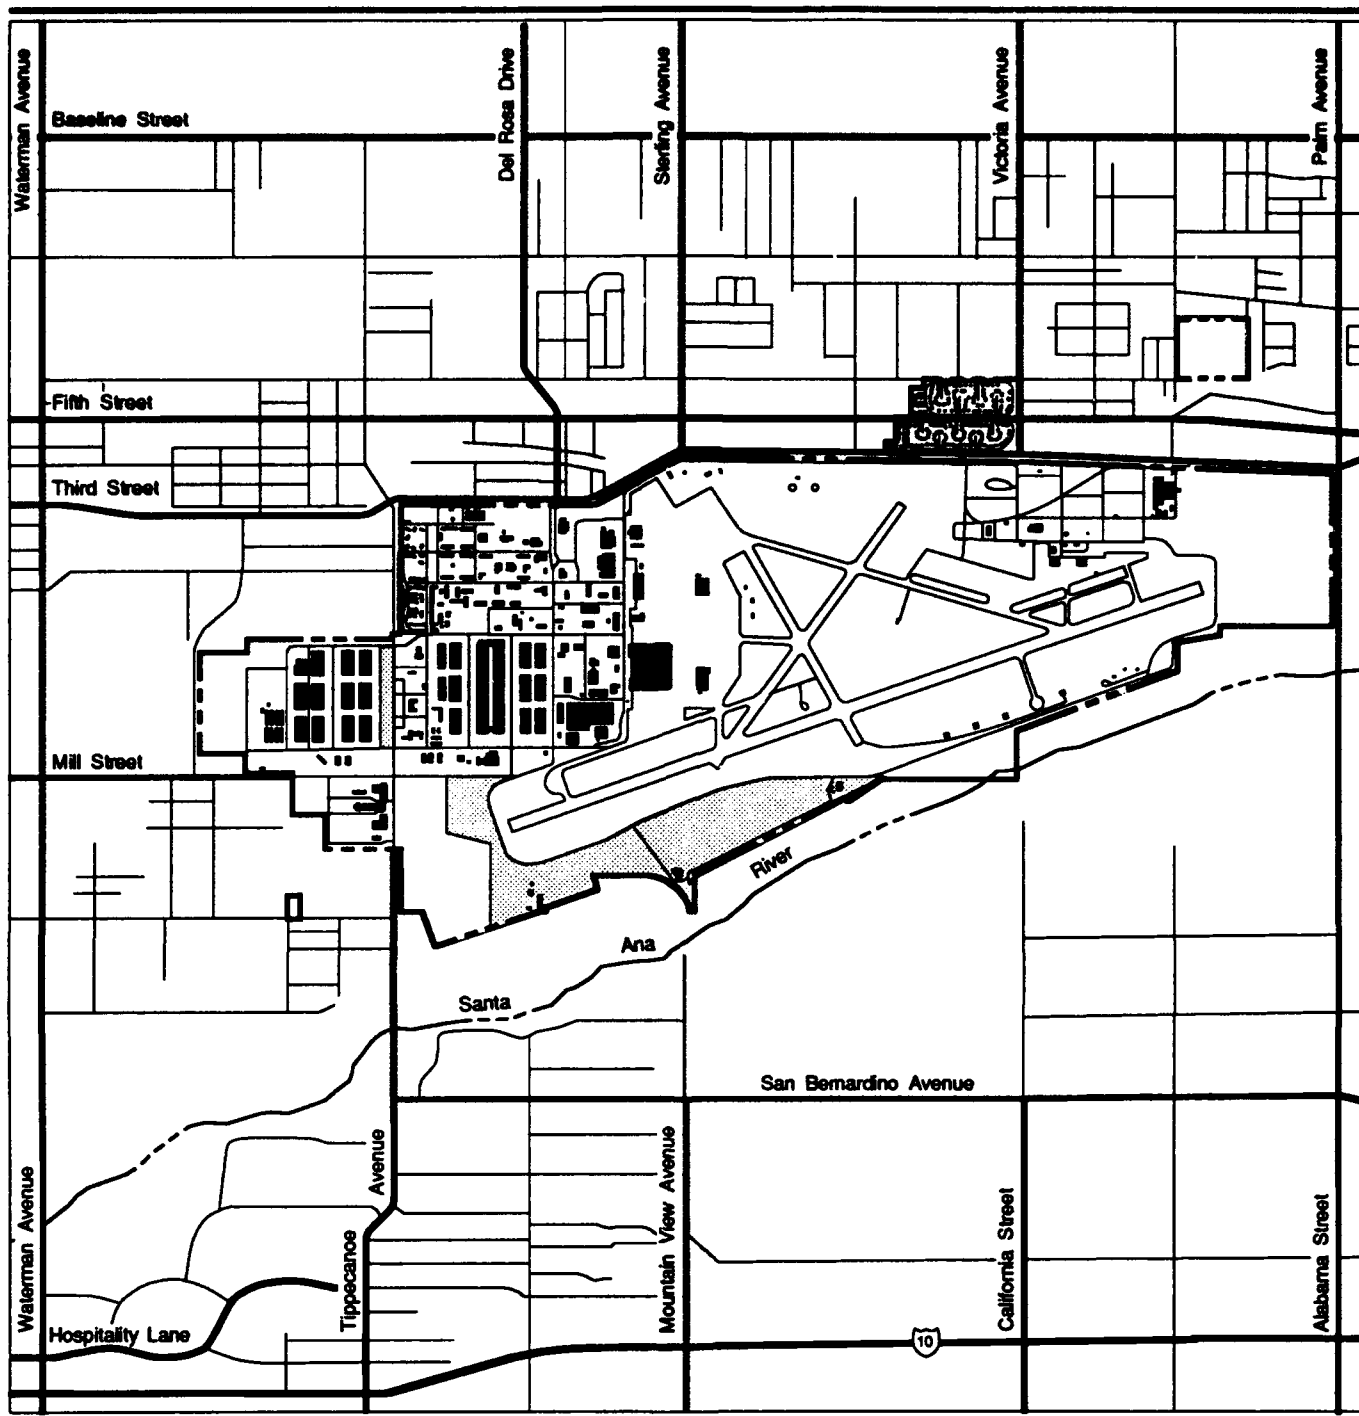 Waterman Avenue
Del Rosa Drive
Sterling Avenue
Victoria Avenue
Palm Avenue
Baseline Street
Fifth Street
Third Street
Mill Street
River
Ana
Santa
San Bernardino Avenue
Avenue
Tippecanoe
Waterman Avenue
Mountain View Avenue
California Street
Alabama Street
Hospitality Lane
10